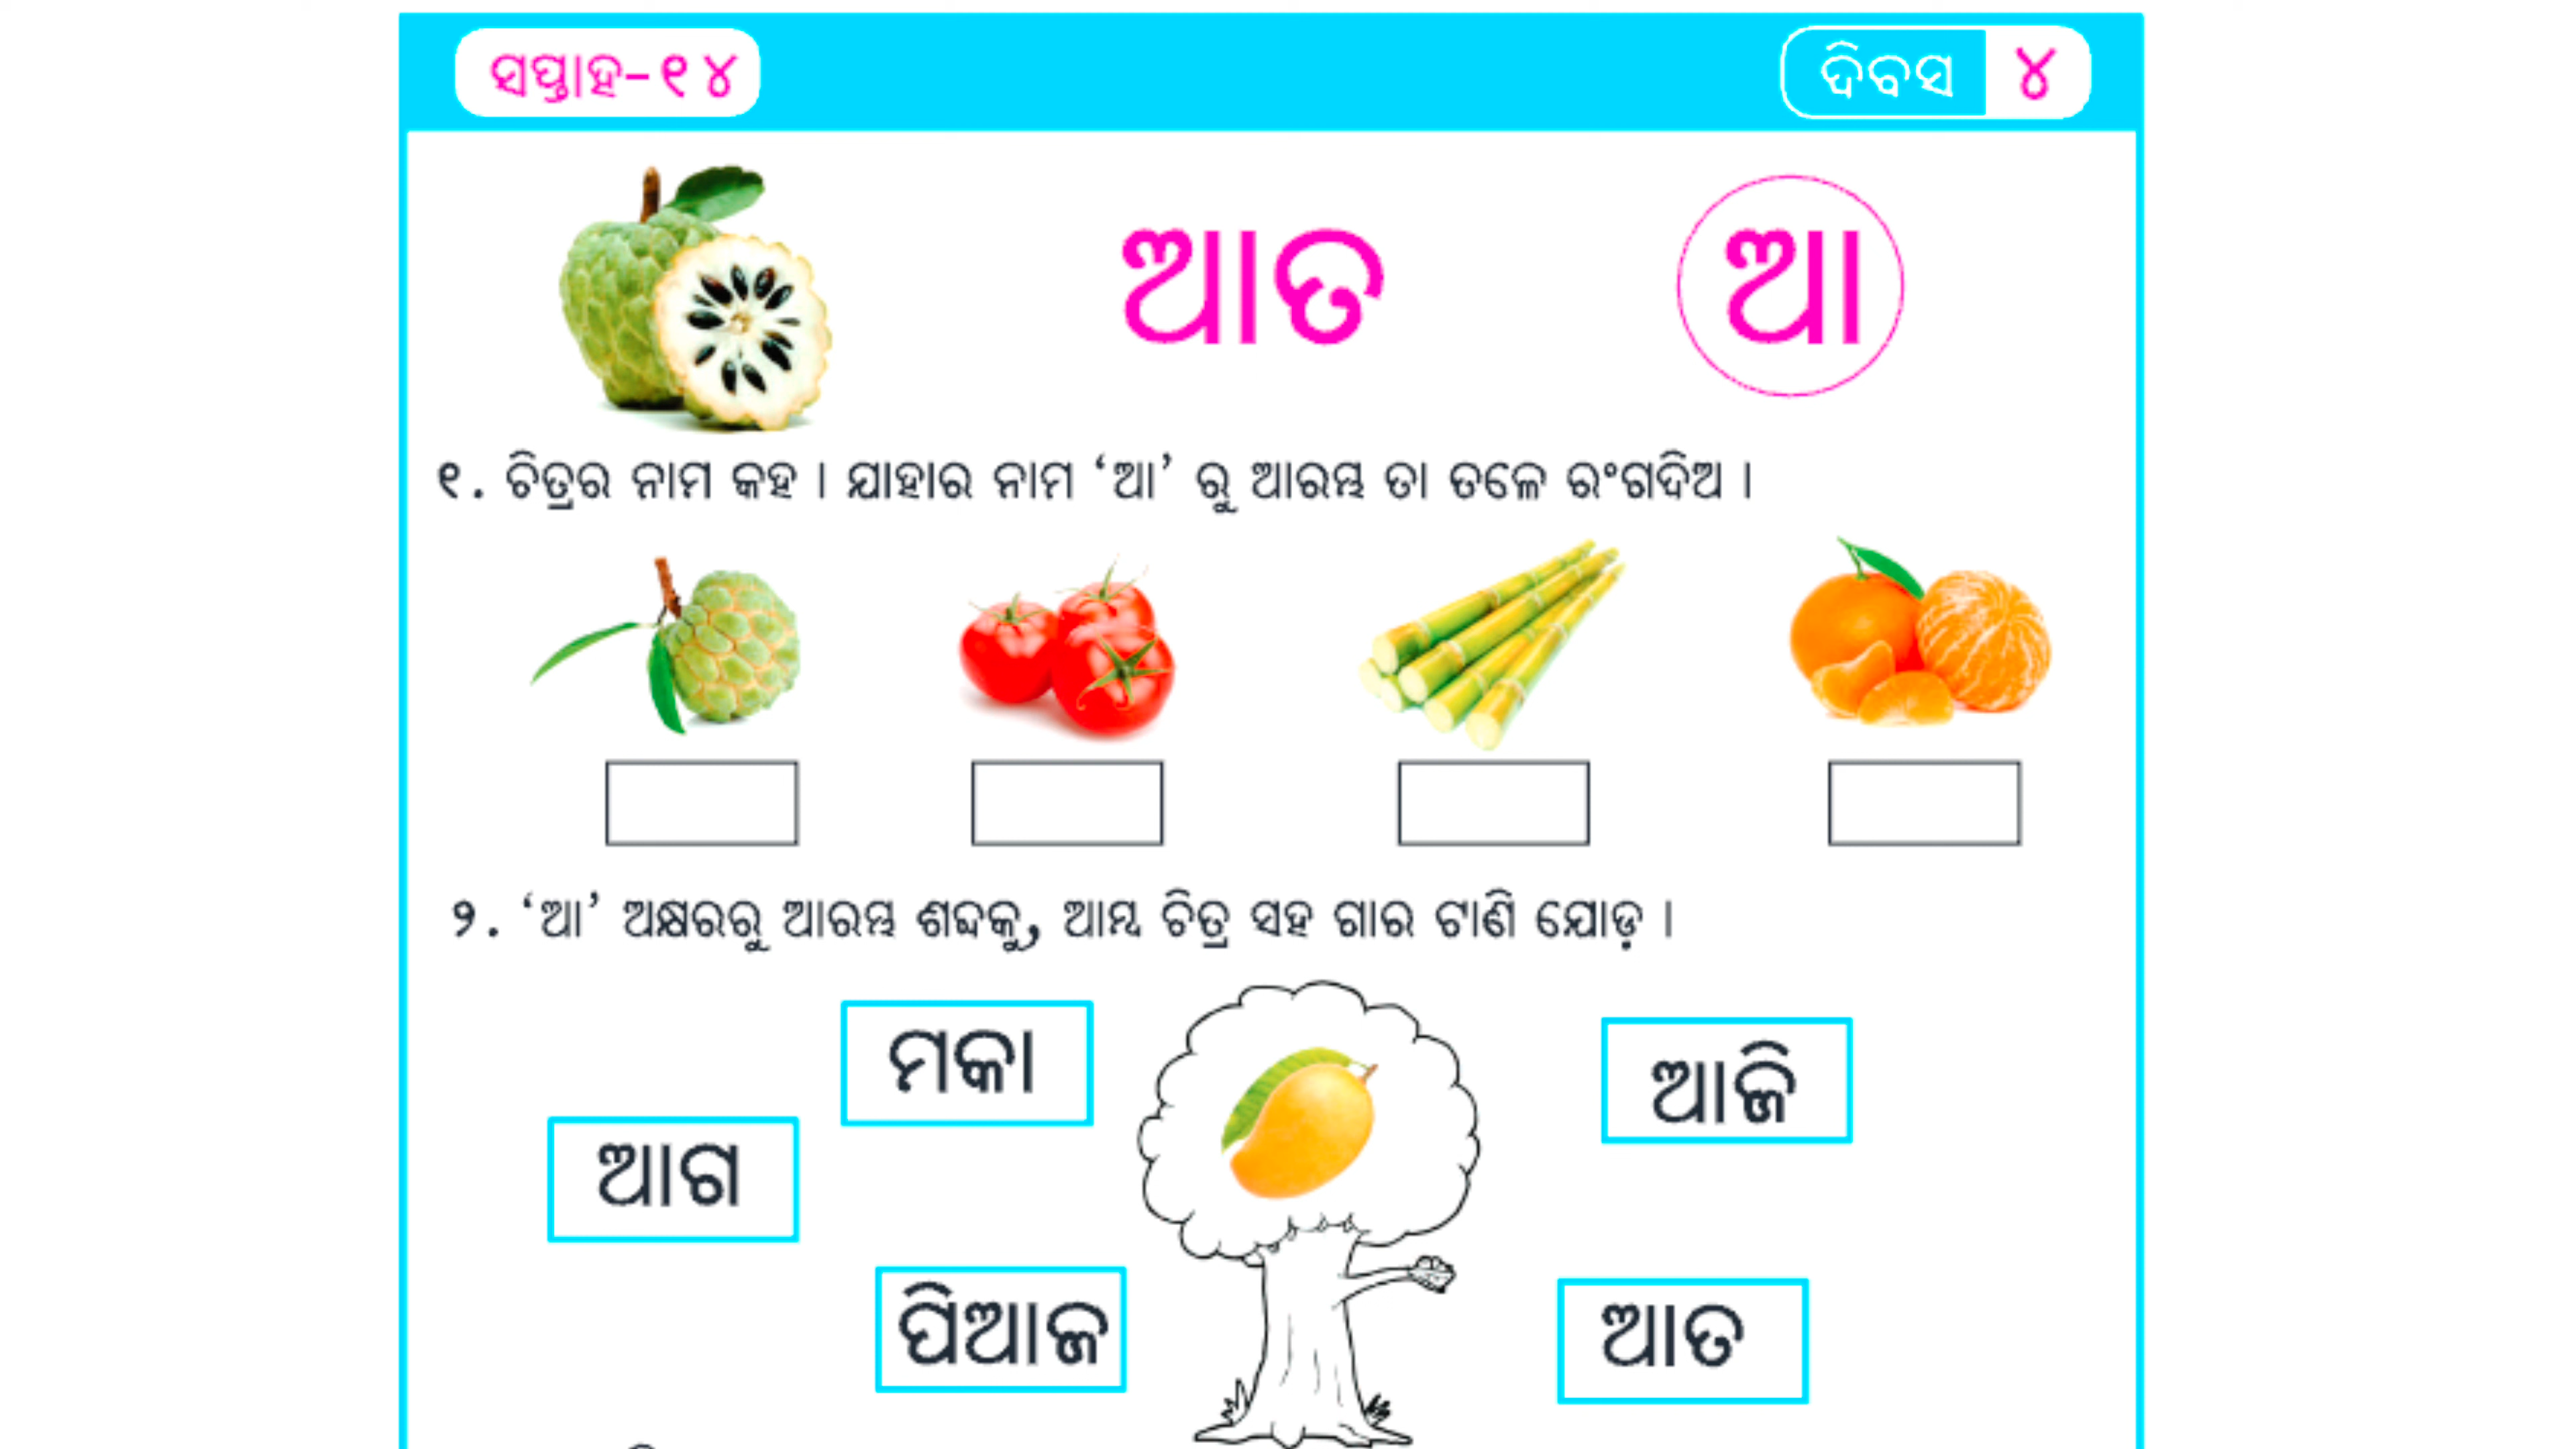 ସପ୍ତାହ-୧୪
ଦିବସ ୪
ଆତ
ଆ
୧. ଚିତ୍ରର ନାମ କହ । ଯାହାର ନାମ ‘ଆ’ ରୁ ଆରମ୍ଭ ତା ତଳେ ରଂଗଦିଅ ।
୨. ‘ଆ’ ଅକ୍ଷରରୁ ଆରମ୍ଭ ଶବ୍ଦକୁ, ଆମ୍ଵ ଚିତ୍ର ସହ ଗାର ଟାଣି ଯୋଡ଼ ।
ମକା
ଆଜି
ଆଗ
ପିଆଜ
ଆତ